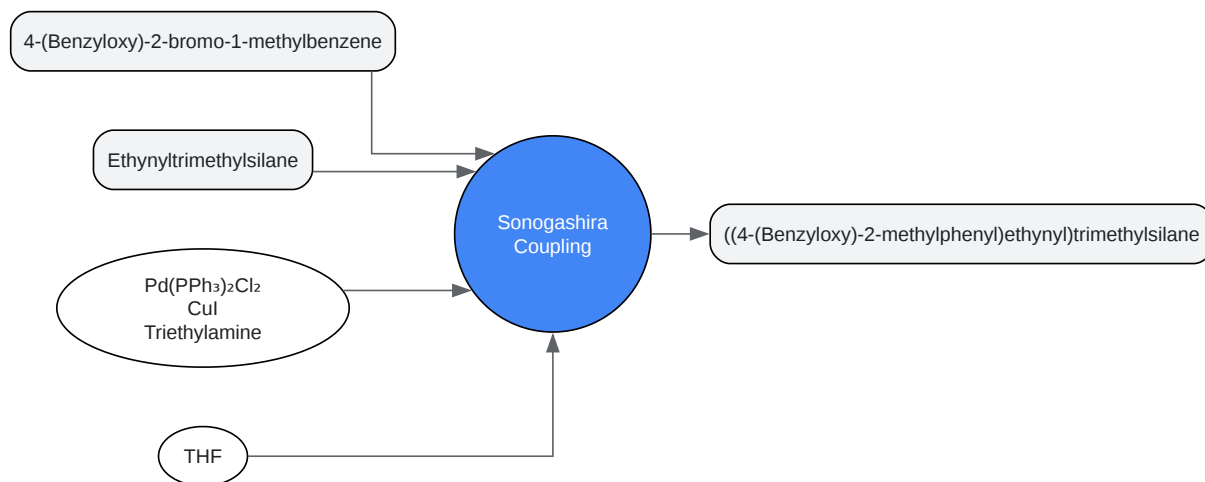 4-(Benzyloxy)-2-bromo-1-methylbenzene
Ethynyltrimethylsilane
Pd(PPh₃)₂Cl₂
CuI
Triethylamine
THF
Sonogashira
Coupling
((4-(Benzyloxy)-2-methylphenyl)ethynyl)trimethylsilane